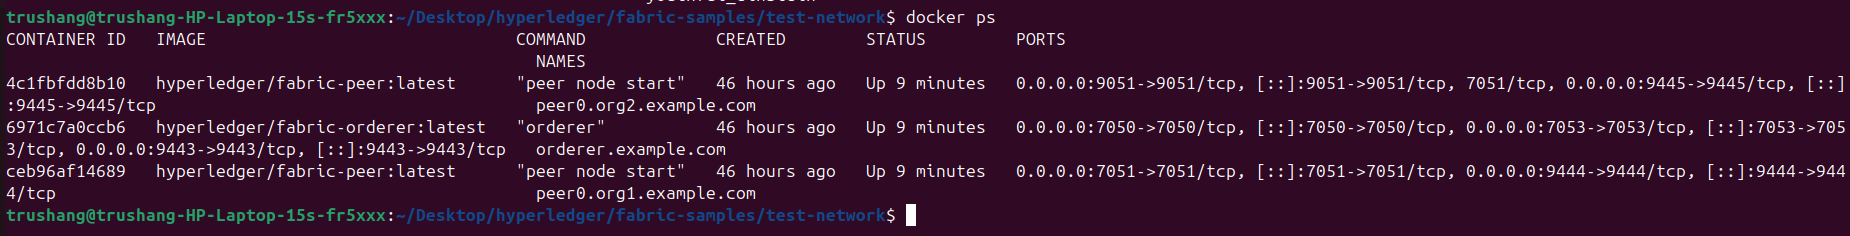 trushang@trushang-HP-Laptop-15s-fr5xxx:~/Desktop/hyperledger/fabric-samples/test-network$ docker ps
CONTAINER ID   IMAGE                               COMMAND             CREATED        STATUS         PORTS
                                                     NAMES
4c1fbfdd8b10   hyperledger/fabric-peer:latest      "peer node start"   46 hours ago   Up 9 minutes   0.0.0.0:9051->9051/tcp, [::]:9051->9051/tcp, 7051/tcp, 0.0.0.0:9445->9445/tcp, [::]
:9445->9445/tcp                                      peer0.org2.example.com
6971c7a0ccb6   hyperledger/fabric-orderer:latest   "orderer"           46 hours ago   Up 9 minutes   0.0.0.0:7050->7050/tcp, [::]:7050->7050/tcp, 0.0.0.0:7053->7053/tcp, [::]:7053->705
3/tcp, 0.0.0.0:9443->9443/tcp, [::]:9443->9443/tcp   orderer.example.com
ceb96af14689   hyperledger/fabric-peer:latest      "peer node start"   46 hours ago   Up 9 minutes   0.0.0.0:7051->7051/tcp, [::]:7051->7051/tcp, 0.0.0.0:9444->9444/tcp, [::]:9444->944
4/tcp                                                peer0.org1.example.com
trushang@trushang-HP-Laptop-15s-fr5xxx:~/Desktop/hyperledger/fabric-samples/test-network$